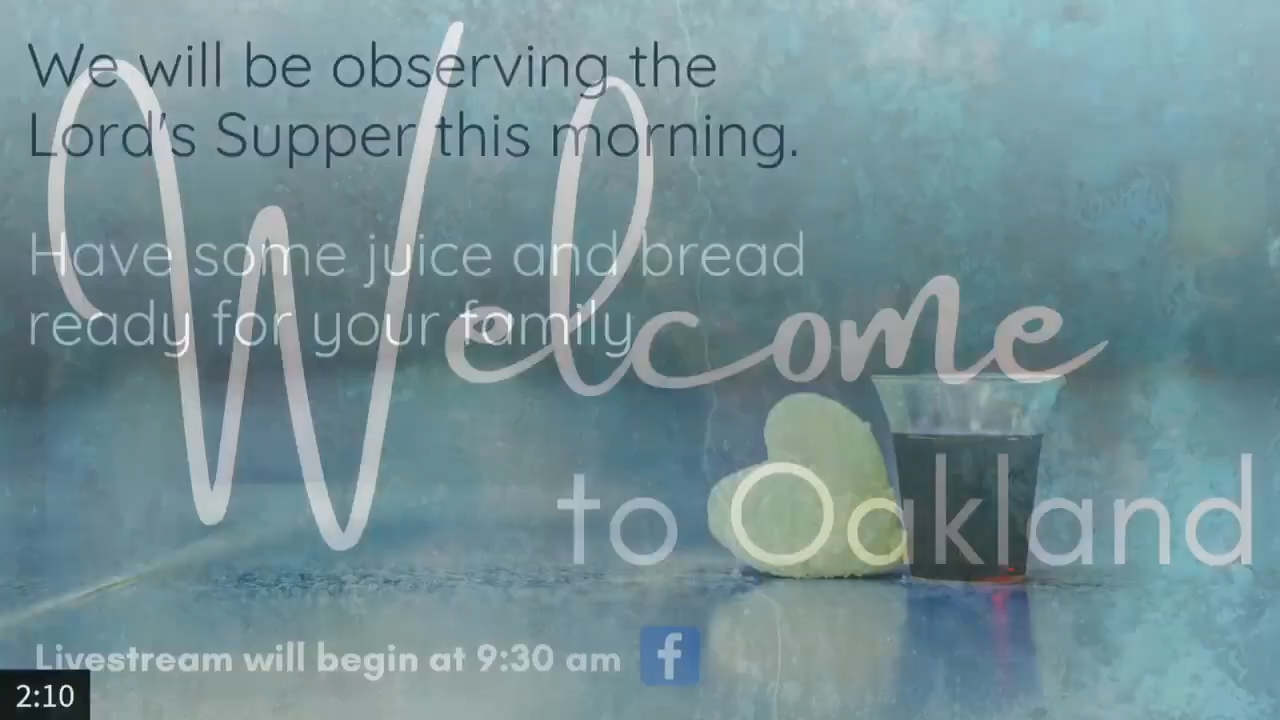 We will be observing the
Lord's Supper this morning.
Have some juice and bread
ready for your family
Welcome
to Oakland
Livestream will begin at 9:30 am
f
2:10